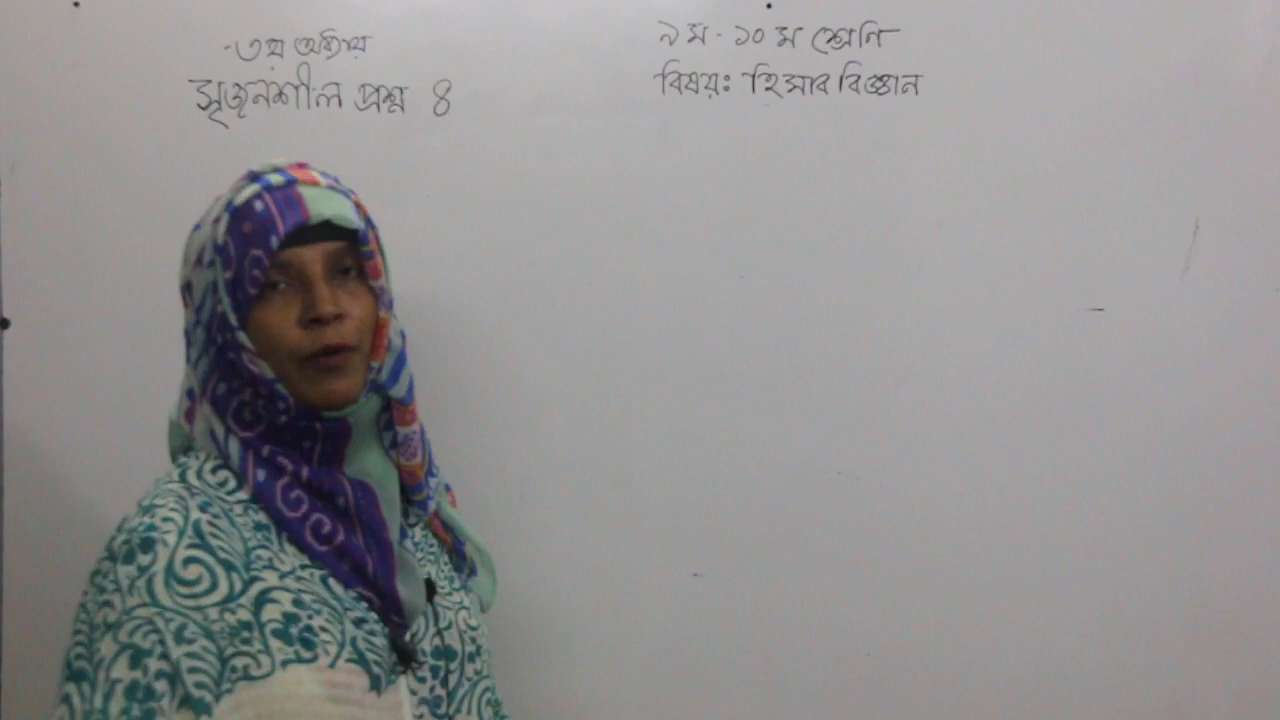 ৩য় অধ্যায়
সৃজনশীল প্রশ্ন ৪
৯ম - ১০ম শ্রেনি
বিষয়ঃ হিসাব বিজ্ঞান